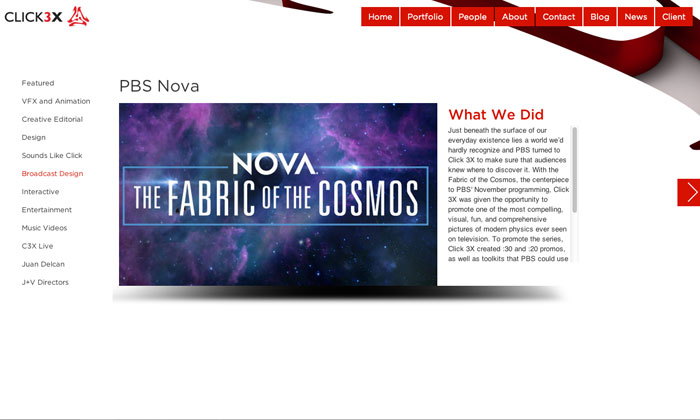 CLICK3X
Home
Portfolio
People
About
Contact
Blog
News
Client
Featured
VFX and Animation
Creative Editorial
Design
Sounds Like Click
Broadcast Design
Interactive
Entertainment
Music Videos
C3X Live
Juan Delcan
J+V Directors
PBS Nova
NOVA
THE FABRIC OF THE COSMOS
What We Did
Just beneath the surface of our
everyday existence lies a world we'd
hardly recognize and PBS turned to
Click 3X to make sure that audiences
knew where to discover it. With the
Fabric of the Cosmos, the centerpiece
to PBS' November programming, Click
3X was given the opportunity to
promote one of the most compelling,
visual, fun, and comprehensive
pictures of modern physics ever seen
on television. To promote the series,
Click 3X created :30 and :20 promos,
as well as toolkits that PBS could use